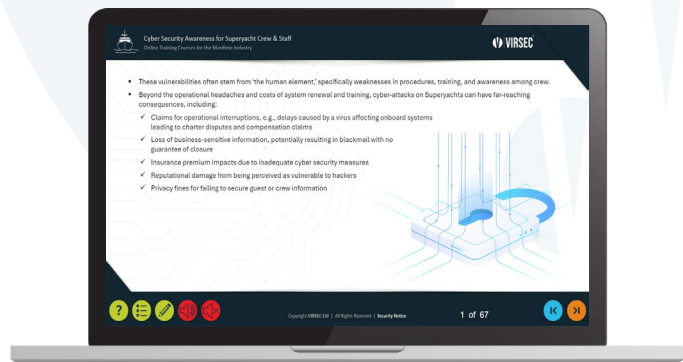 Cyber Security Awareness for Superyacht Crew & Staff
Online Training Courses for the Maritime Industry
VIRSEC
These vulnerabilities often stem from 'the human element,' specifically weaknesses in procedures, training, and awareness among crew.
Beyond the operational headaches and costs of system renewal and training, cyber-attacks on Superyachts can have far-reaching
consequences, including:
✓ Claims for operational interruptions, e.g., delays caused by a virus affecting onboard systems
leading to charter disputes and compensation claims
✓ Loss of business-sensitive information, potentially resulting in blackmail with no
guarantee of closure
✓ Insurance premium impacts due to inadequate cyber security measures
✓ Reputational damage from being perceived as vulnerable to hackers
✓ Privacy fines for failing to secure guest or crew information
?
Copyright VIRSEC Ltd | All Rights Reserved | Security Notice
1 of 67